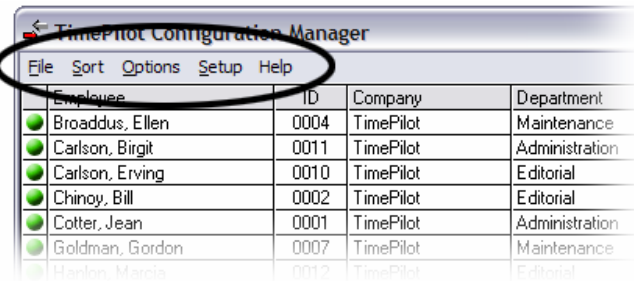 TimePilot Configuration Manager
File Sort Options Setup Help
Employee ID Company Department
Broaddus, Ellen 0004 TimePilot Maintenance
Carlson, Birgit 0011 TimePilot Administration
Carlson, Erving 0010 TimePilot Editorial
Chinoy, Bill 0002 TimePilot Editorial
Cotter, Jean 0001 TimePilot Administration
Goldman, Gordon 0007 TimePilot Maintenance
Hanlon, Marcia 0012 TimePilot Editorial